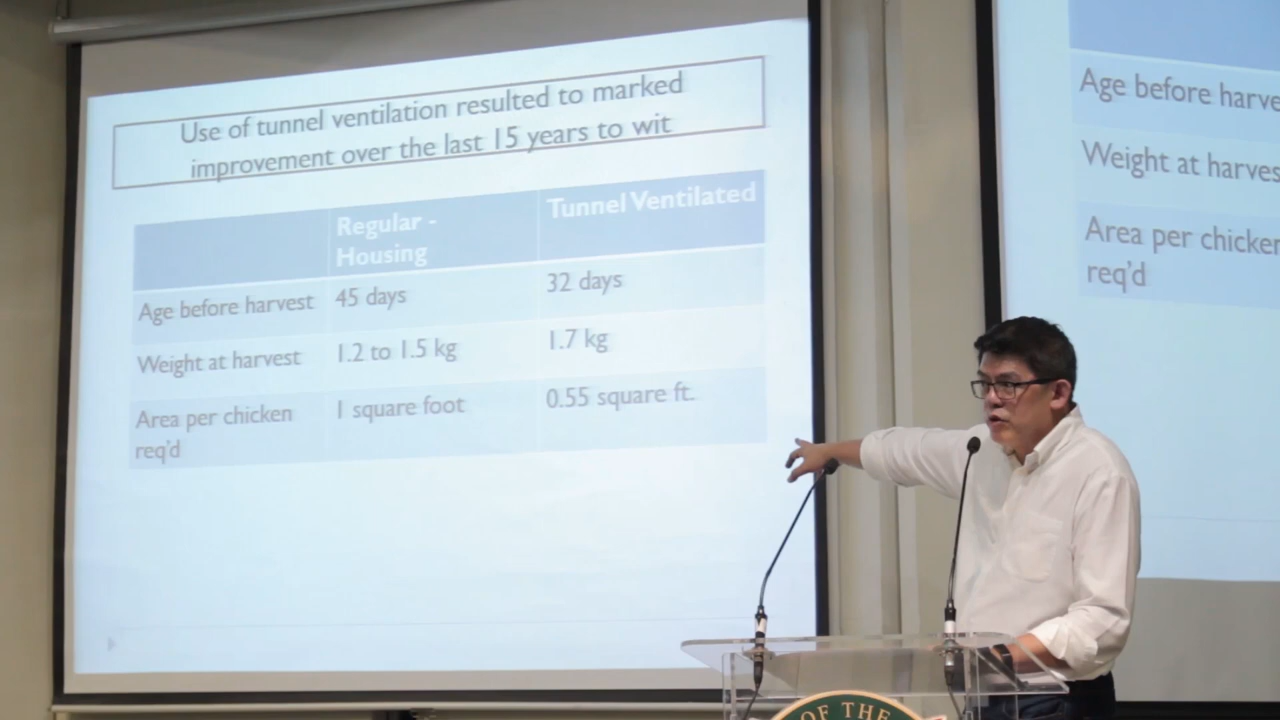 Use of tunnel ventilation resulted to marked
improvement over the last 15 years to wit
Regular -
Housing
Tunnel Ventilated
Age before harvest
45 days
32 days
Weight at harvest
1.2 to 1.5 kg
1.7 kg
Area per chicken
req'd
1 square foot
0.55 square ft.
Age before harve
Weight at harves
Area per chicken
req'd
OF THE